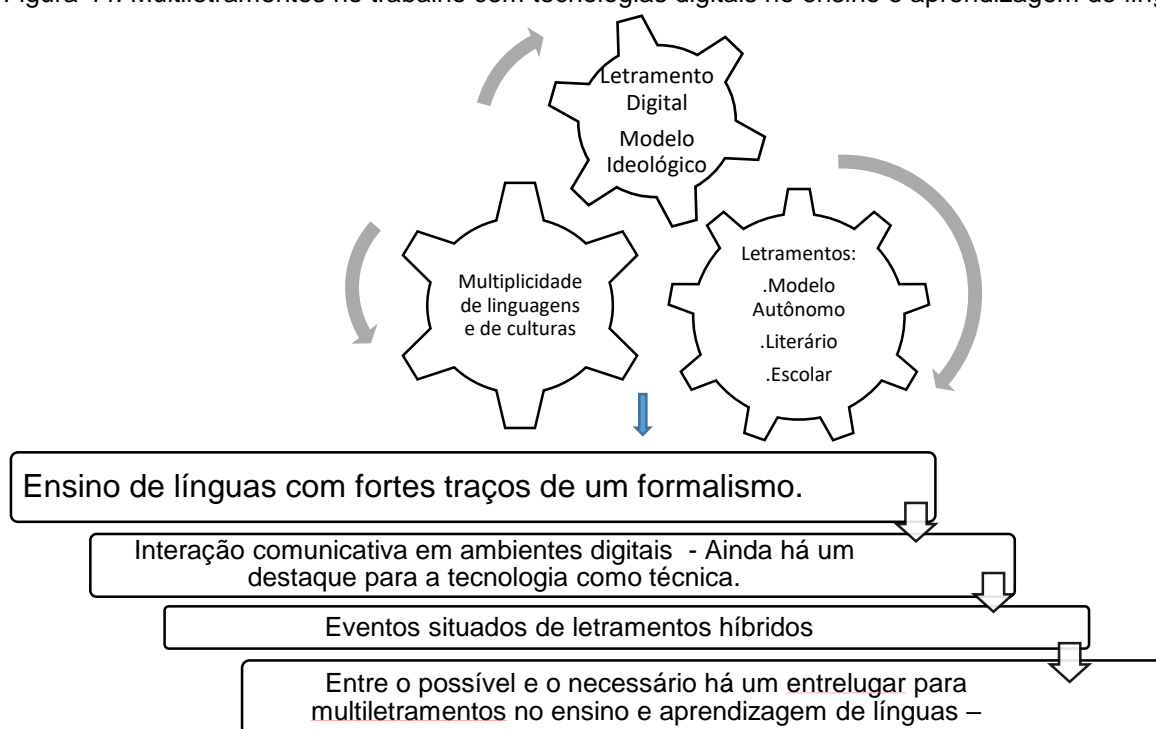 Multiletramentos no trabalho com tecnologias digitais no ensino e aprendizagem de
Letramento
Digital
Modelo
Ideológico
Multiplicidade
de linguagens
e de culturas
Letramentos:
.Modelo
Autônomo
.Literário
.Escolar
Ensino de línguas com fortes traços de um formalismo.
Interação comunicativa em ambientes digitais - Ainda há um
destaque para a tecnologia como técnica.
Eventos situados de letramentos híbridos
Entre o possível e o necessário há um entrelugar para
multiletramentos no ensino e aprendizagem de línguas –